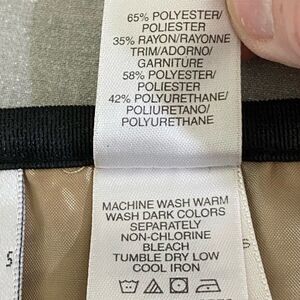 65% POLYESTER/
POLIESTER
35% RAYON/RAYONNE
TRIM/ADORNO/
GARNITURE
58% POLYESTER/
POLIESTER
42% POLYURETHANE/
POLIURETANO/
POLYURETHANE
MACHINE WASH WARM
WASH DARK COLORS
SEPARATELY
NON-CHLORINE
BLEACH
TUMBLE DRY LOW
COOL IRON
S